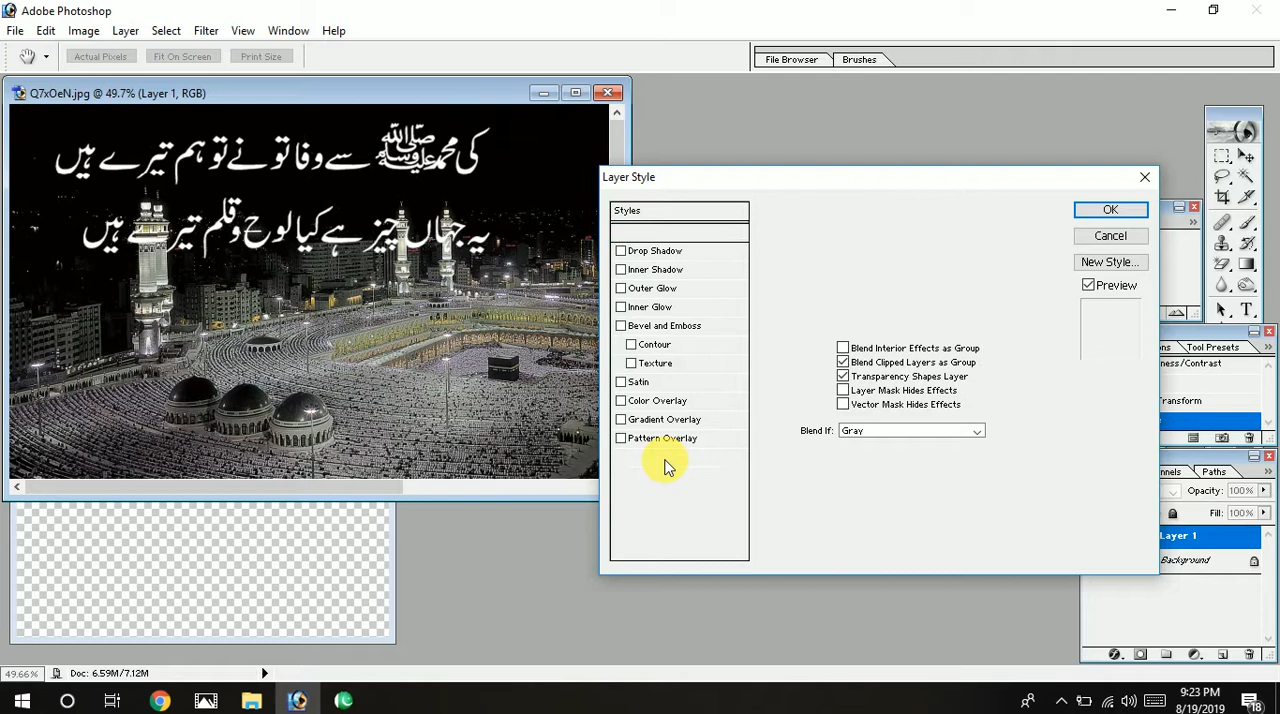 Adobe Photoshop
File Edit Image Layer Select Filter View Window Help
Actual Pixels Fit On Screen Print Size
File Browser Brushes
Q7xOeN.jpg @ 49.7% (Layer 1, RGB)
کی محمد ﷺ سے وفا تو نے تو ہم تیرے ہیں
یہ جہاں چیز ہے کیا لوح و قلم تیرے ہیں
Layer Style
Styles
Drop Shadow
Inner Shadow
Outer Glow
Inner Glow
Bevel and Emboss
Contour
Texture
Satin
Color Overlay
Gradient Overlay
Pattern Overlay
Blend Interior Effects as Group
Blend Clipped Layers as Group
Transparency Shapes Layer
Layer Mask Hides Effects
Vector Mask Hides Effects
Blend If: Gray
OK
Cancel
New Style...
Preview
ons Tool Presets
ness/Contrast
ransform
nnels Paths
Opacity: 100%
Fill: 100%
Layer 1
Background
49.66% Doc: 6.59M/7.12M
9:23 PM
8/19/2019
18